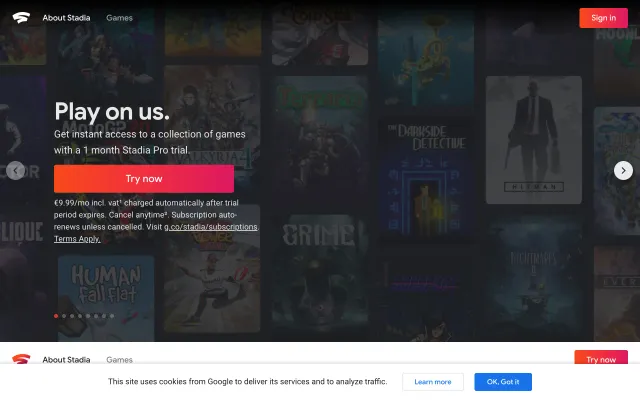 About Stadia
Games
Sign in
Play on us.
Get instant access to a collection of games
with a 1 month Stadia Pro trial.
Try now
€9.99/mo incl. vat¹ charged automatically after trial
period expires. Cancel anytime². Subscription auto-
renews unless cancelled. Visit g.co/stadia/subscriptions.
Terms Apply.
THE DARKSIDE
DETECTIVE
HITMAN
GRIME
HUMAN
fall flat
About Stadia
Games
Try now
This site uses cookies from Google to deliver its services and to analyze traffic.
Learn more
OK, Got it